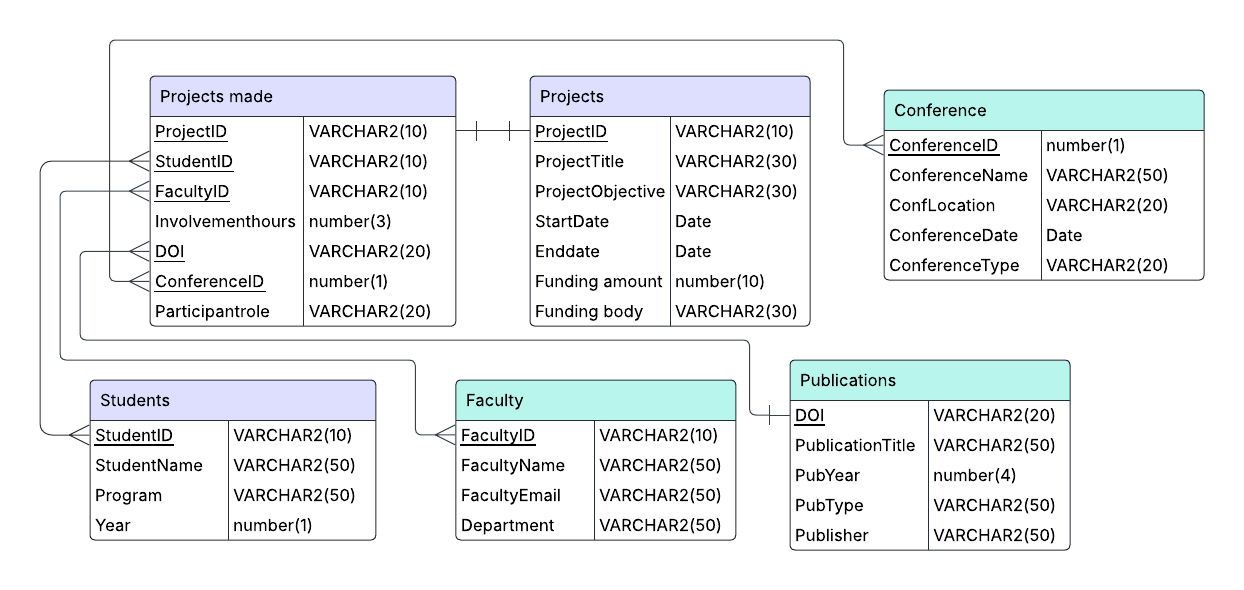 Projects made
ProjectID VARCHAR2(10)
StudentID VARCHAR2(10)
FacultyID VARCHAR2(10)
Involvementhours number(3)
DOI VARCHAR2(20)
ConferenceID number(1)
Participantrole VARCHAR2(20)
Projects
ProjectID VARCHAR2(10)
ProjectTitle VARCHAR2(30)
ProjectObjective VARCHAR2(30)
StartDate Date
Enddate Date
Funding amount number(10)
Funding body VARCHAR2(30)
Conference
ConferenceID number(1)
ConferenceName VARCHAR2(50)
ConfLocation VARCHAR2(20)
ConferenceDate Date
ConferenceType VARCHAR2(20)
Students
StudentID VARCHAR2(10)
StudentName VARCHAR2(50)
Program VARCHAR2(50)
Year number(1)
Faculty
FacultyID VARCHAR2(10)
FacultyName VARCHAR2(50)
FacultyEmail VARCHAR2(50)
Department VARCHAR2(50)
Publications
DOI VARCHAR2(20)
PublicationTitle VARCHAR2(50)
PubYear number(4)
PubType VARCHAR2(50)
Publisher VARCHAR2(50)